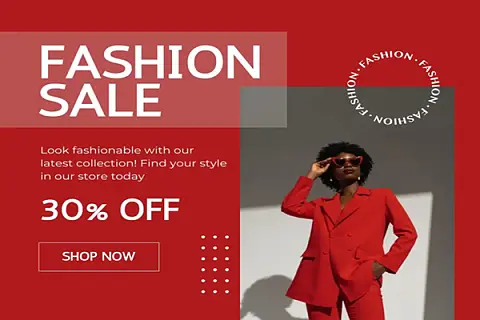 FASHION
SALE
Look fashionable with our
latest collection! Find your style
in our store today
30% OFF
SHOP NOW
FASHION · FASHION · FASHION · FASHION ·